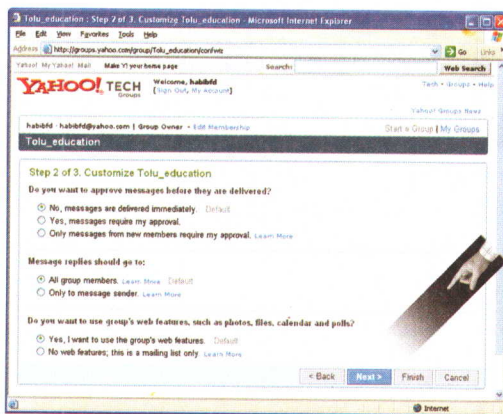 Tolu_education : Step 2 of 3. Customize Tolu_education - Microsoft Internet Explorer
File Edit View Favorites Tools Help
Address http://groups.yahoo.com/group/Tolu_education/confwiz Go Links
Yahoo! My Yahoo! Mail Make Y! your home page Search: Web Search
YAHOO! TECH Groups Welcome, habibfd [Sign Out, My Account] Tech - Groups - Help
Yahoo! Groups
habibfd · habibfd@yahoo.com | Group Owner - Edit Membership Start a Group | My Groups
Tolu_education
Step 2 of 3. Customize Tolu_education
Do you want to approve messages before they are delivered?
No, messages are delivered immediately. Default
Yes, messages require my approval.
Only messages from new members require my approval. Learn More
Message replies should go to:
All group members. Learn More Default
Only to message sender. Learn More
Do you want to use group's web features, such as photos, files, calendar and polls?
Yes, I want to use the group's web features. Default
No web features; this is a mailing list only Learn More
< Back Next > Finish Cancel
Internet